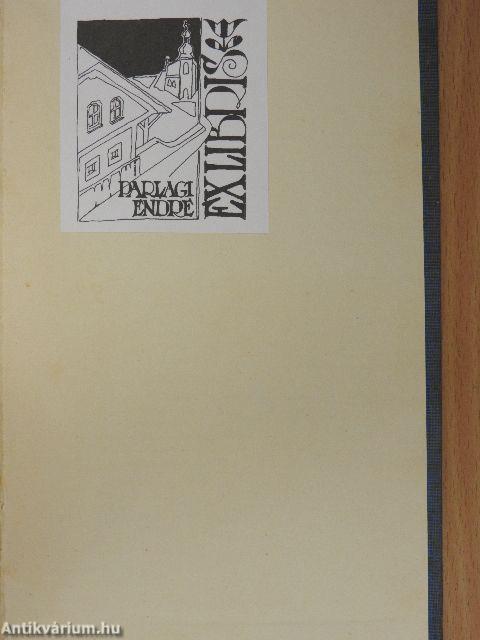 PARLAGI
ENDRE
EXLIBRIS
Antikvárium.hu